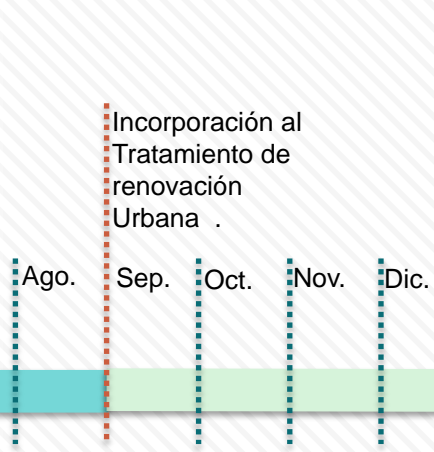 Incorporación al
Tratamiento de
renovación
Urbana .
Ago. Sep. Oct. Nov. Dic.